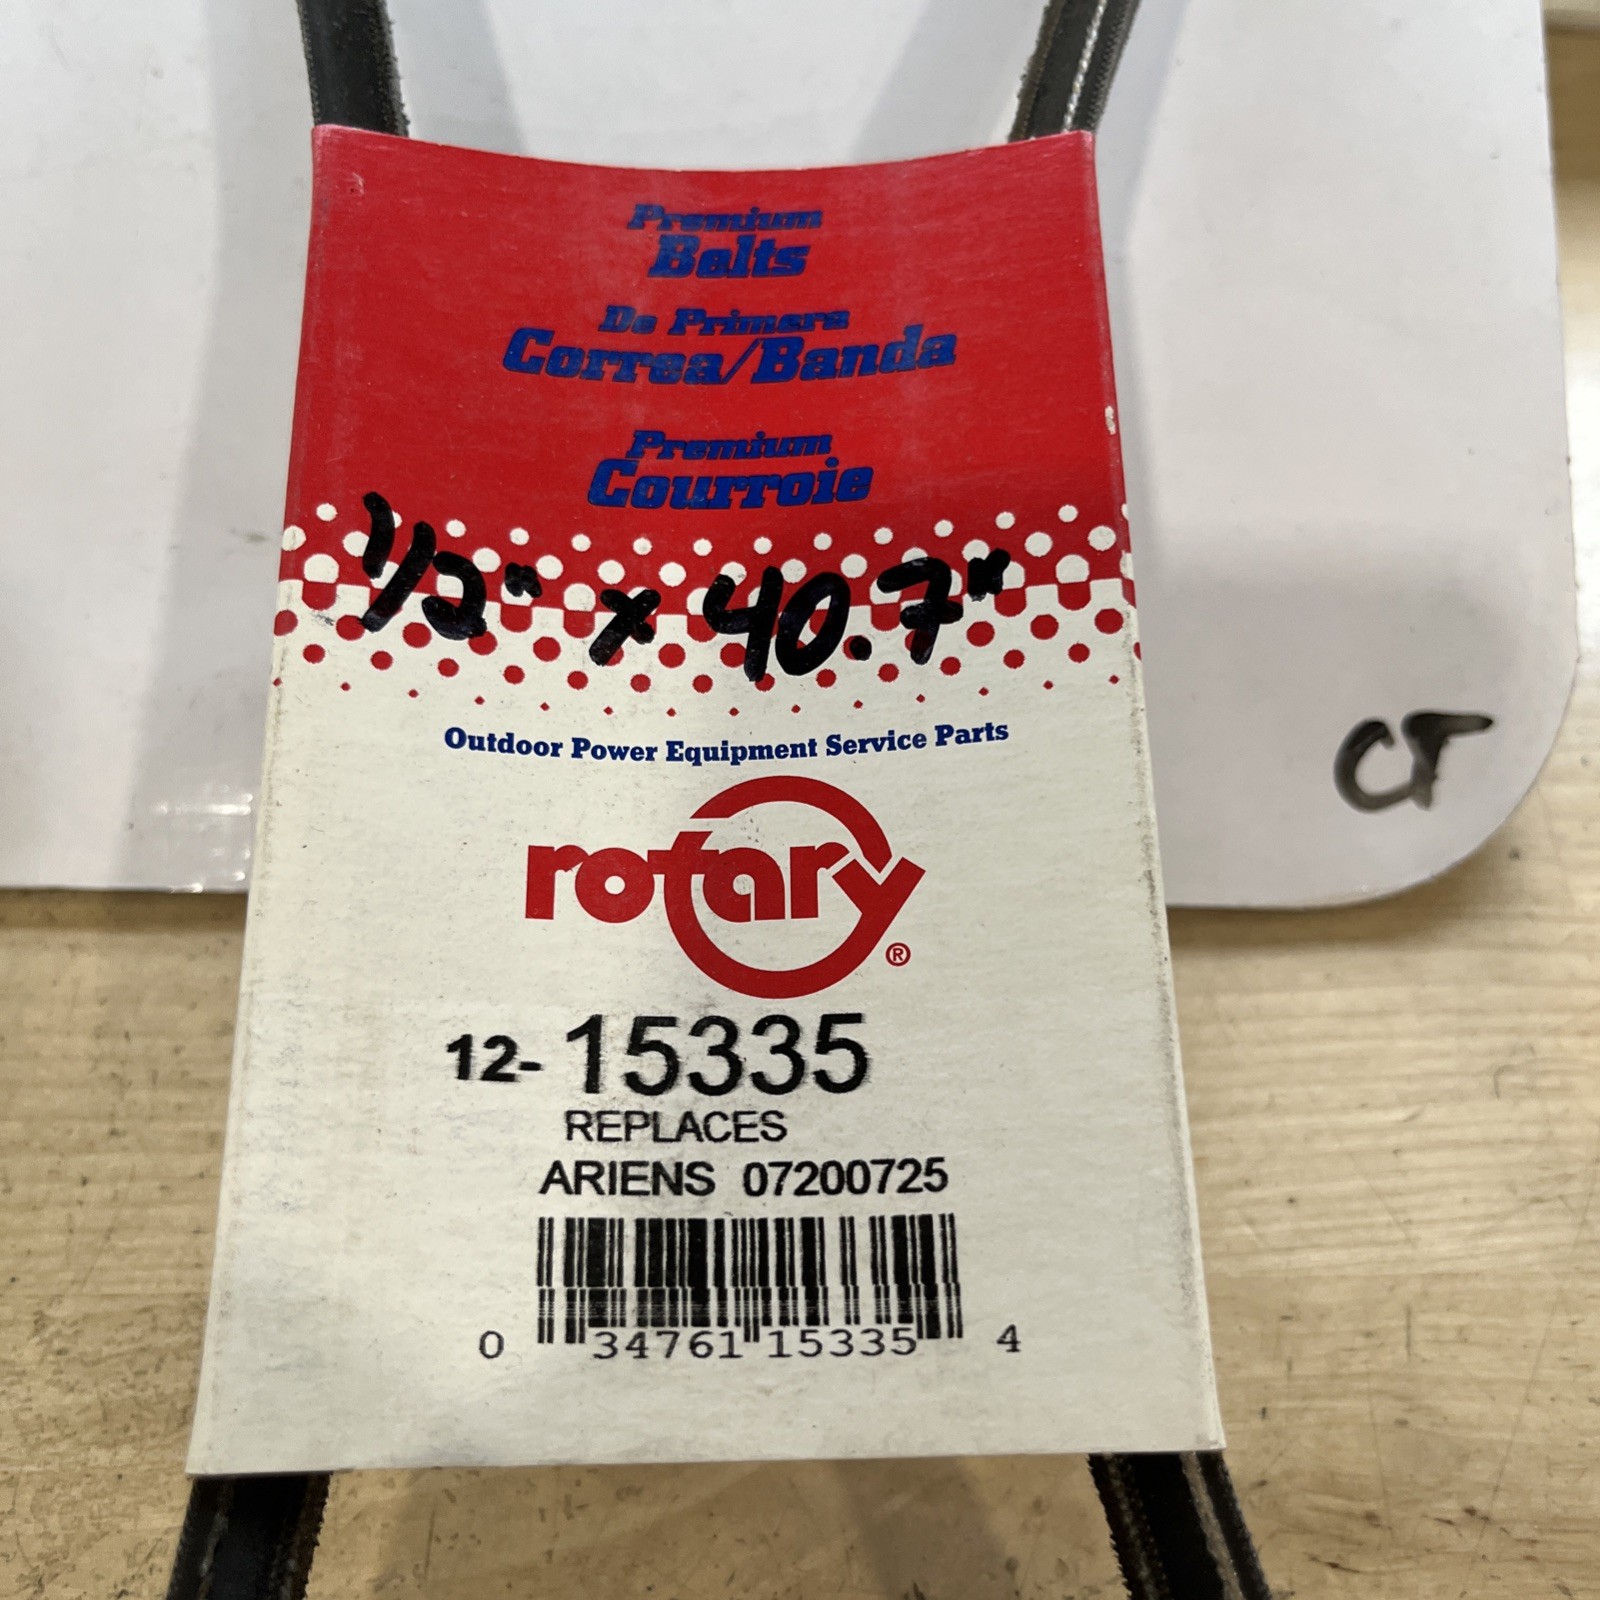 Premium
Belts
De Primera
Correa/Banda
Premium
Courroie
1/2" x 40.7"
Outdoor Power Equipment Service Parts
CT
rotary®
12-15335
REPLACES
ARIENS 07200725
0 34761 15335 4